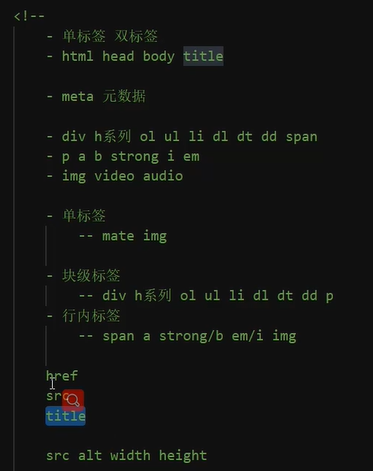 <!--
- 单标签 双标签
- html head body title
- meta 元数据
- div h系列 ol ul li dl dt dd span
- p a b strong i em
- img video audio
- 单标签
-- mate img
- 块级标签
-- div h系列 ol ul li dl dt dd p
- 行内标签
-- span a strong/b em/i img
href
src
title
src alt width height